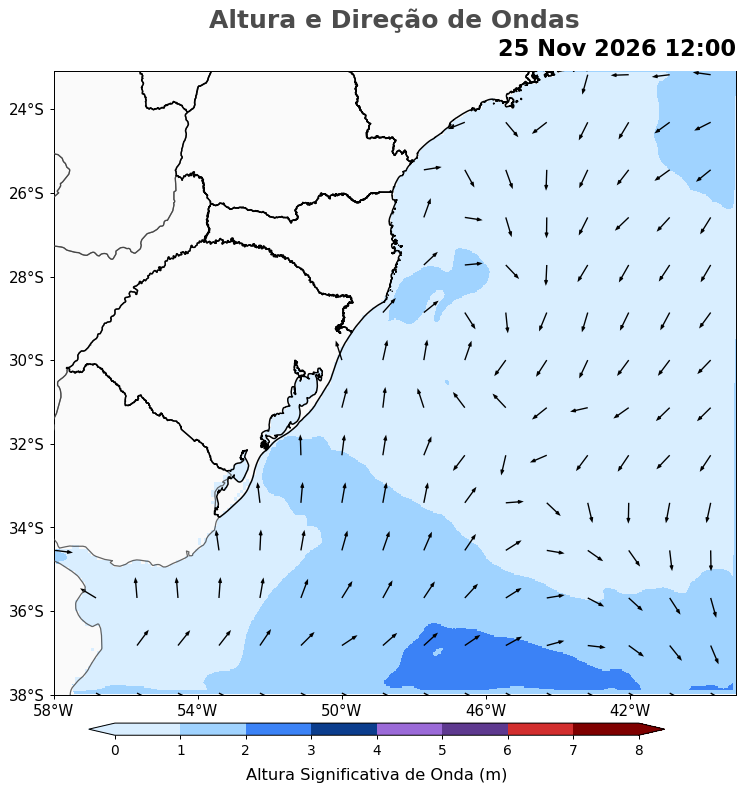 Altura e Direção de Ondas
25 Nov 2026 12:00
24°S
26°S
28°S
30°S
32°S
34°S
36°S
38°S
58°W 54°W 50°W 46°W 42°W
0 1 2 3 4 5 6 7 8
Altura Significativa de Onda (m)